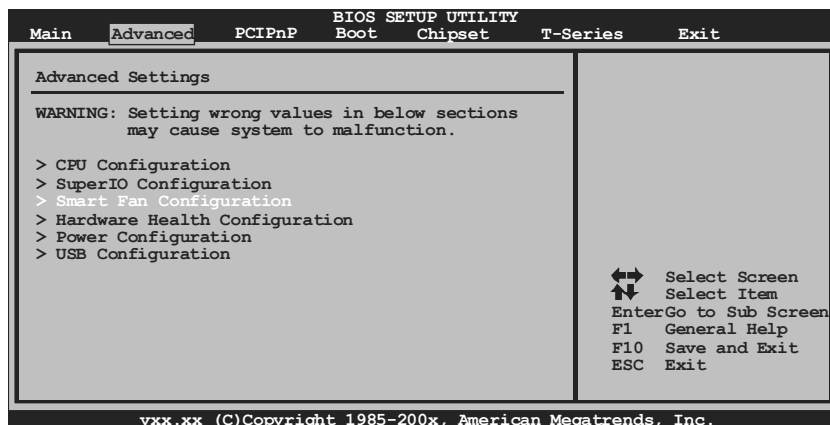 BIOS SETUP UTILITY
Main Advanced PCIPnP Boot Chipset T-Series Exit
Advanced Settings
WARNING: Setting wrong values in below sections
may cause system to malfunction.
> CPU Configuration
> SuperIO Configuration
> Smart Fan Configuration
> Hardware Health Configuration
> Power Configuration
> USB Configuration
Select Screen
Select Item
EnterGo to Sub Screen
F1 General Help
F10 Save and Exit
ESC Exit
vxx.xx (C)Copyright 1985-200x, American Megatrends, Inc.